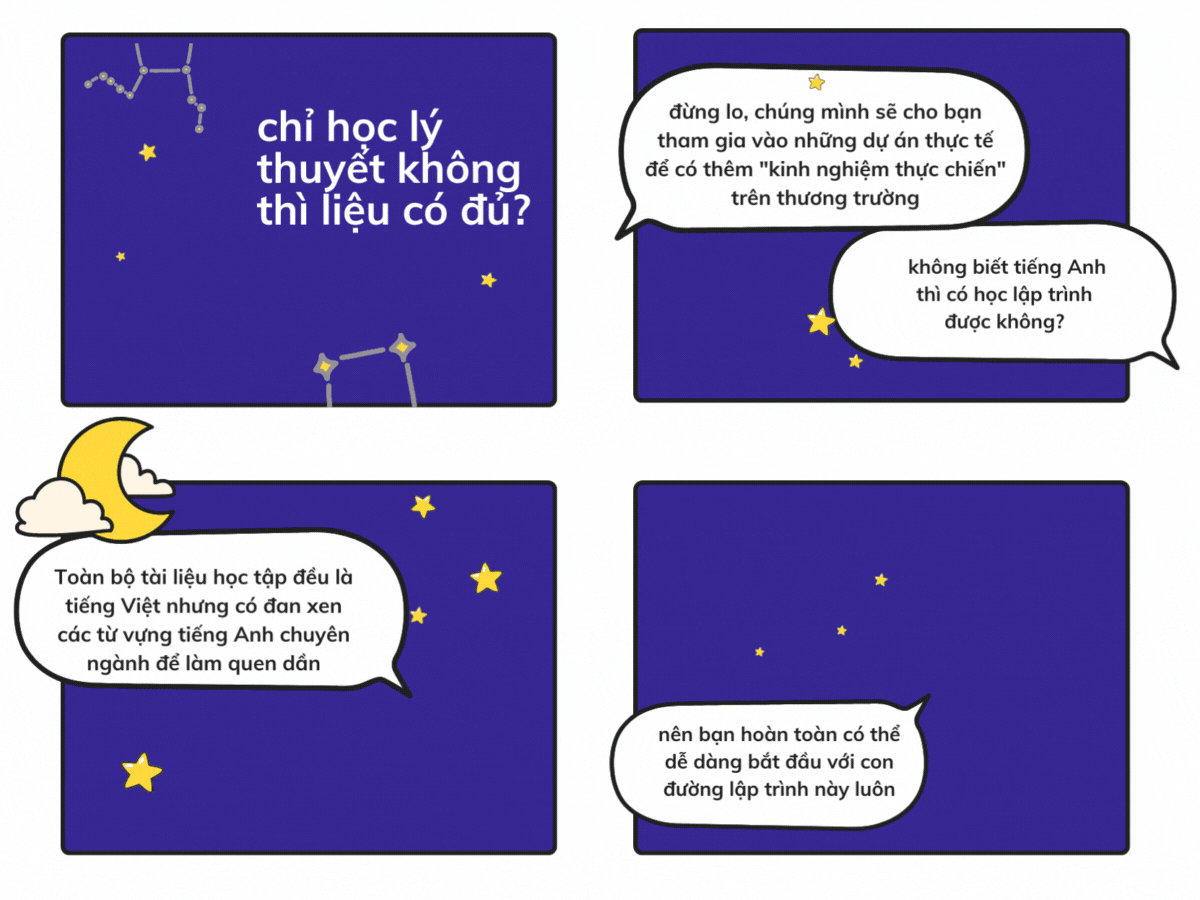 chỉ học lý
thuyết không
thì liệu có đủ?
đừng lo, chúng mình sẽ cho bạn
tham gia vào những dự án thực tế
để có thêm "kinh nghiệm thực chiến"
trên thương trường
không biết tiếng Anh
thì có học lập trình
được không?
Toàn bộ tài liệu học tập đều là
tiếng Việt nhưng có đan xen
các từ vựng tiếng Anh chuyên
ngành để làm quen dần
nên bạn hoàn toàn có thể
dễ dàng bắt đầu với con
đường lập trình này luôn